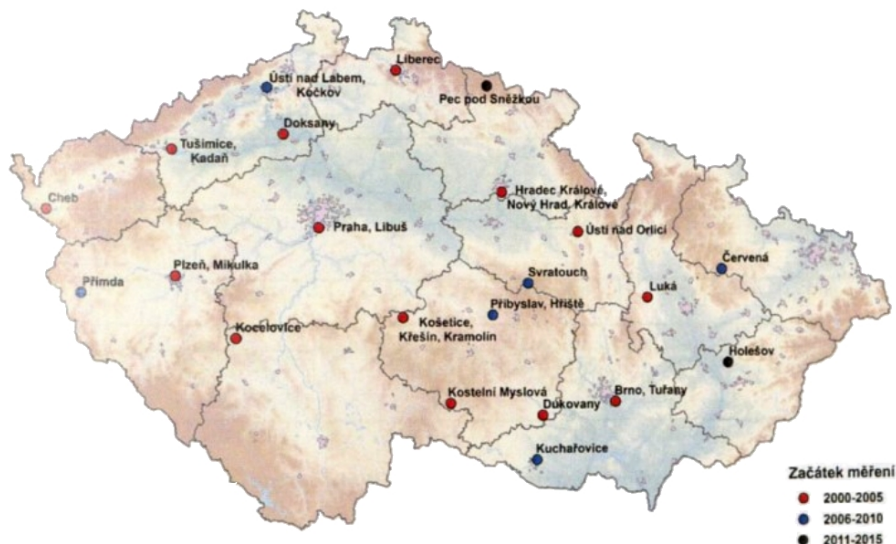 Liberec
Ústí nad Labem,
Kočkov
Pec pod Sněžkou
Doksany
Tušimice,
Kadaň
Cheb
Hradec Králové,
Nový Hrad. Králové
Praha, Libuš
Ústí nad Orlicí
Plzeň, Mikulka
Přimda
Svratouch
Červená
Luká
Přibyslav, Hřiště
Košetice,
Křešín, Kramolín
Kocelovice
Holešov
Kostelní Myslová
Dukovany
Brno, Tuřany
Kuchařovice
Začátek měření
2000-2005
2006-2010
2011-2015